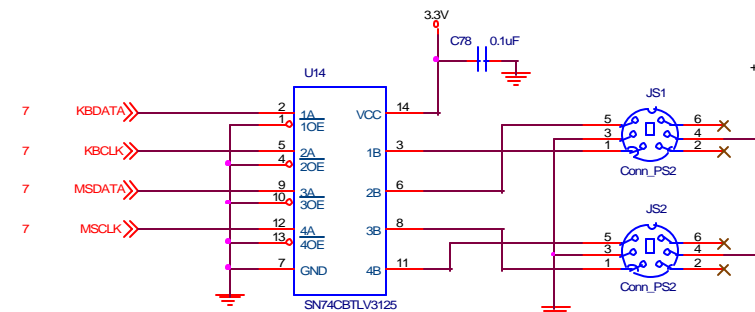 3.3V
C78 0.1uF
+
U14
JS1
7 KBDATA 2 1A VCC 14
1 1OE
5 6
3 4
1 2
7 KBCLK 5 2A 1B 3
4 2OE
Conn_PS2
7 MSDATA 9 3A 2B 6
10 3OE
JS2
7 MSCLK 12 4A 3B 8
13 4OE
5 6
3 4
1 2
7 GND 4B 11
Conn_PS2
SN74CBTLV3125